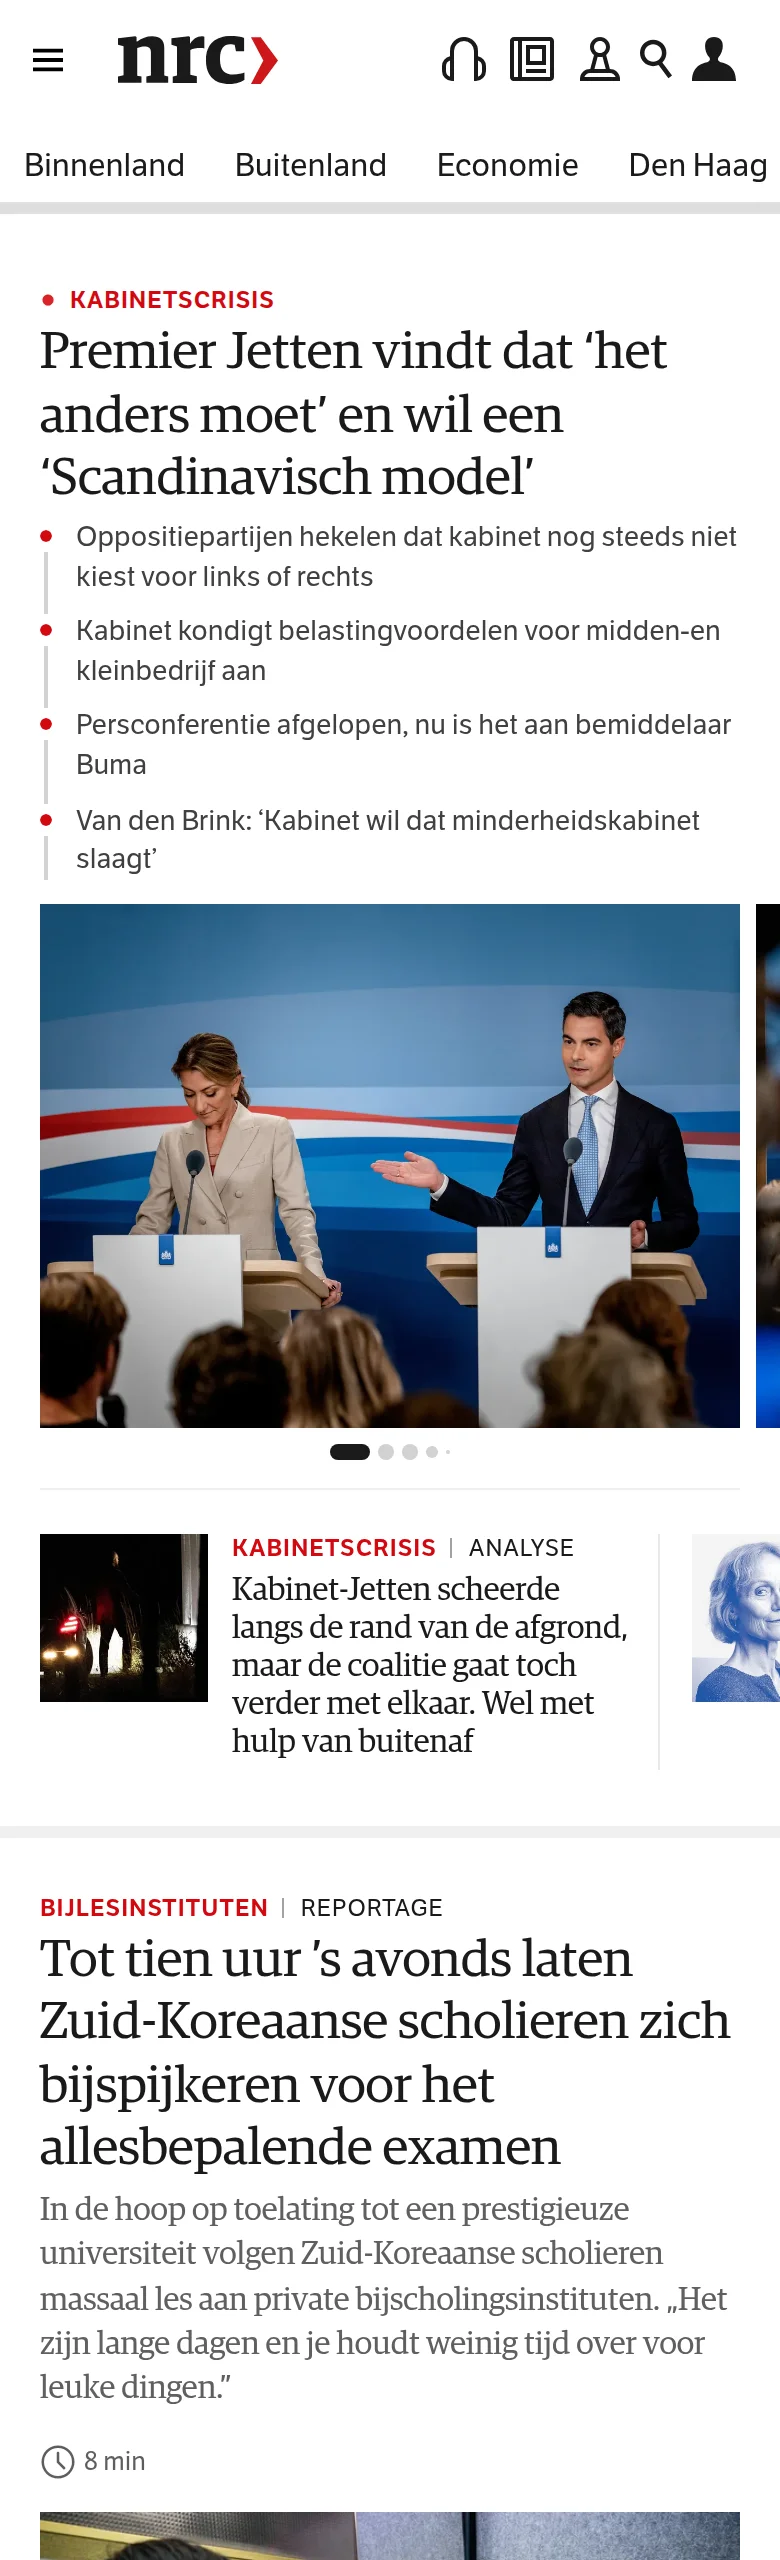 nrc
Binnenland Buitenland Economie Den Haag
KABINETSCRISIS
Premier Jetten vindt dat ‘het
anders moet’ en wil een
‘Scandinavisch model’
Oppositiepartijen hekelen dat kabinet nog steeds niet
kiest voor links of rechts
Kabinet kondigt belastingvoordelen voor midden-en
kleinbedrijf aan
Persconferentie afgelopen, nu is het aan bemiddelaar
Buma
Van den Brink: ‘Kabinet wil dat minderheidskabinet
slaagt’
KABINETSCRISIS | ANALYSE
Kabinet-Jetten scheerde
langs de rand van de afgrond,
maar de coalitie gaat toch
verder met elkaar. Wel met
hulp van buitenaf
BIJLESINSTITUTEN | REPORTAGE
Tot tien uur ’s avonds laten
Zuid-Koreaanse scholieren zich
bijspijkeren voor het
allesbepalende examen
In de hoop op toelating tot een prestigieuze
universiteit volgen Zuid-Koreaanse scholieren
massaal les aan private bijscholingsinstituten. „Het
zijn lange dagen en je houdt weinig tijd over voor
leuke dingen.”
8 min